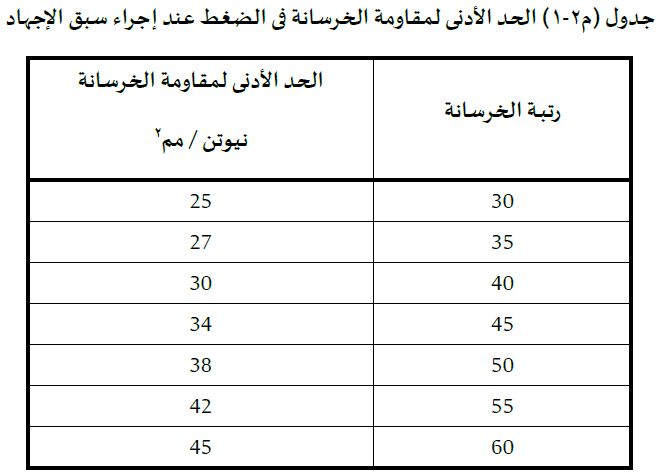 جدول (م٢-١) الحد الأدنى لمقاومة الخرسانة فى الضغط عند إجراء سبق الإجهاد
رتبة الخرسانة
الحد الأدنى لمقاومة الخرسانة
نيوتن / مم٢
30 25
35 27
40 30
45 34
50 38
55 42
60 45